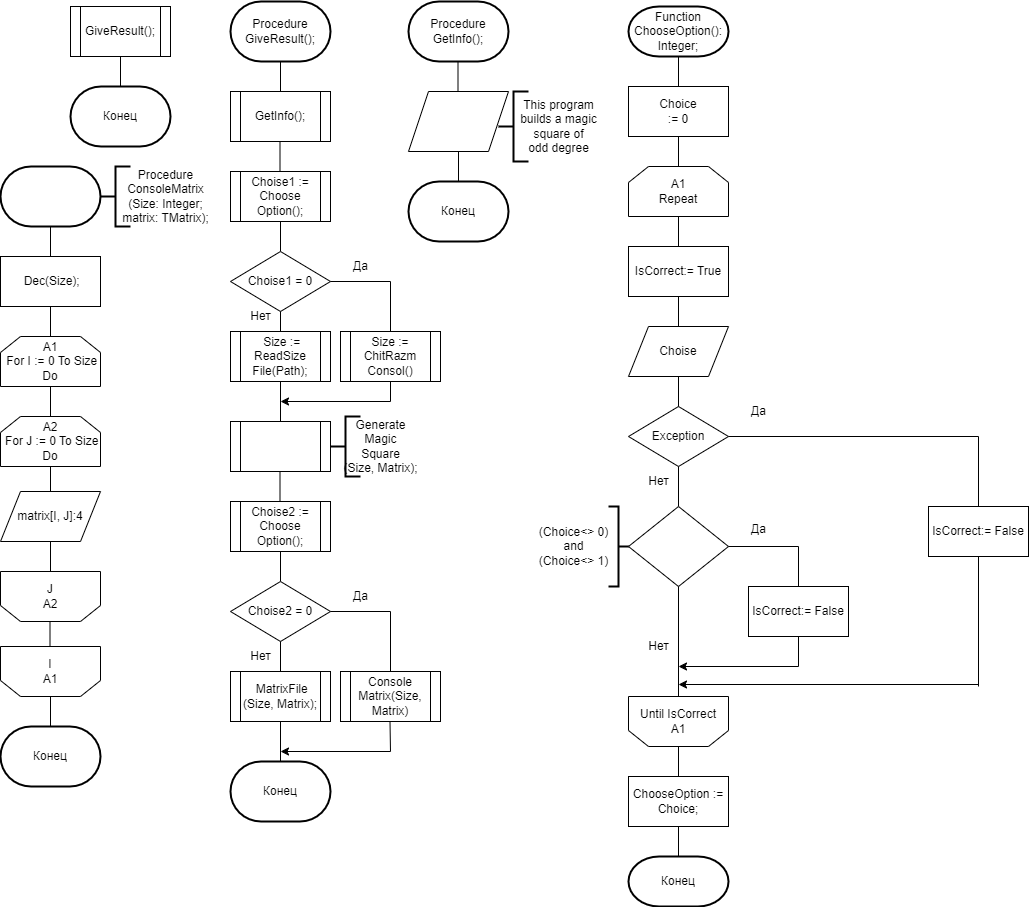 GiveResult();
Конец
Procedure
ConsoleMatrix
(Size: Integer;
matrix: TMatrix);
Dec(Size);
A1
For I := 0 To Size
Do
A2
For J := 0 To Size
Do
matrix[I, J]:4
J
A2
I
A1
Конец
Procedure
GiveResult();
GetInfo();
Choise1 :=
Choose
Option();
Choise1 = 0
Да
Нет
Size :=
ReadSize
File(Path);
Size :=
ChitRazm
Consol()
Generate
Magic
Square
(Size, Matrix);
Choise2 :=
Choose
Option();
Choise2 = 0
Да
Нет
MatrixFile
(Size, Matrix);
Console
Matrix(Size,
Matrix)
Конец
Procedure
GetInfo();
This program
builds a magic
square of
odd degree
Конец
Function
ChooseOption():
Integer;
Choice
:= 0
A1
Repeat
IsCorrect:= True
Choise
Exception
Да
Нет
(Choice<> 0)
and
(Choice<> 1)
Да
IsCorrect:= False
IsCorrect:= False
Нет
Until IsCorrect
A1
ChooseOption :=
Choice;
Конец